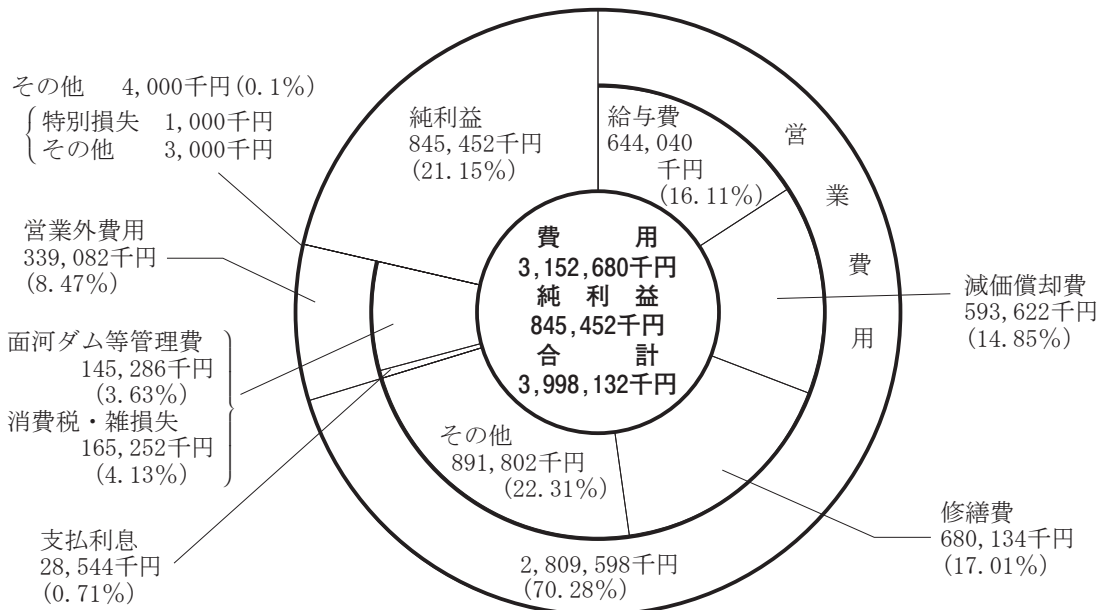 その他 4,000千円(0.1%)
特別損失 1,000千円
その他 3,000千円
純利益
845,452千円
(21.15%)
給与費
644,040
千円
(16.11%)
営業費用
営業外費用
339,082千円
(8.47%)
費用
3,152,680千円
純利益
845,452千円
合計
3,998,132千円
減価償却費
593,622千円
(14.85%)
面河ダム等管理費
145,286千円
(3.63%)
消費税・雑損失
165,252千円
(4.13%)
その他
891,802千円
(22.31%)
支払利息
28,544千円
(0.71%)
2,809,598千円
(70.28%)
修繕費
680,134千円
(17.01%)